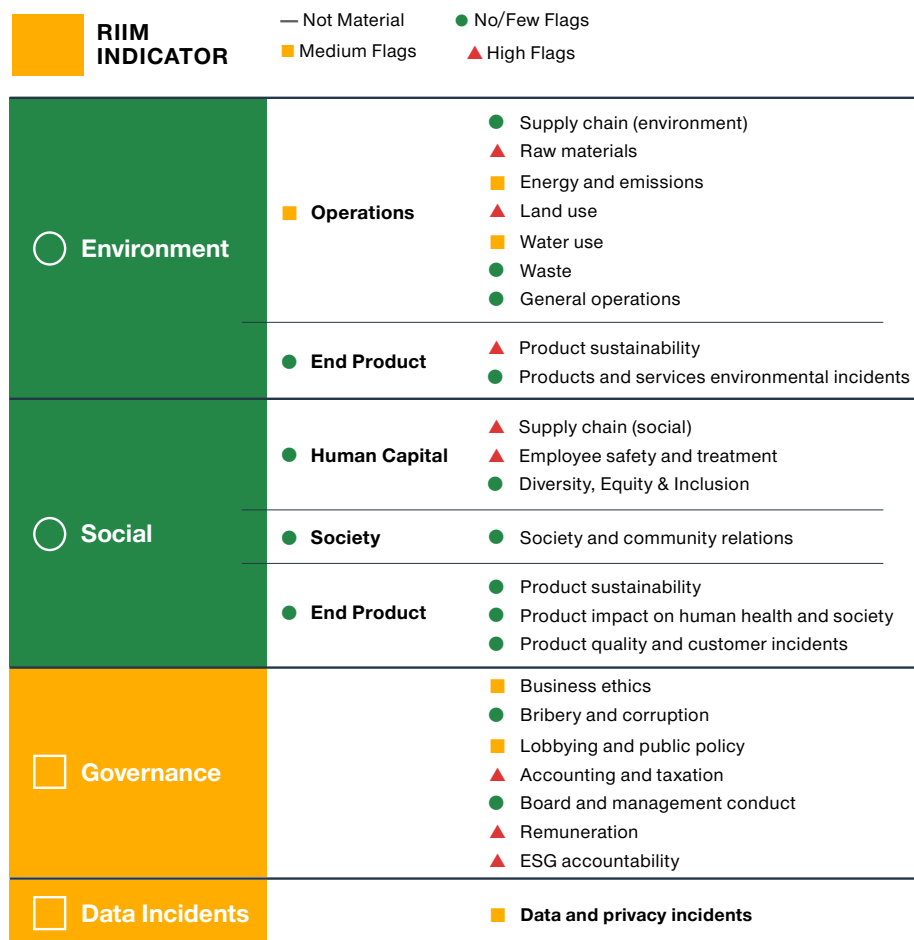 RIIM
INDICATOR
Not Material
No/Few Flags
Medium Flags
High Flags
Environment
Operations
Supply chain (environment)
Raw materials
Energy and emissions
Land use
Water use
Waste
General operations
End Product
Product sustainability
Products and services environmental incidents
Social
Human Capital
Supply chain (social)
Employee safety and treatment
Diversity, Equity & Inclusion
Society
Society and community relations
End Product
Product sustainability
Product impact on human health and society
Product quality and customer incidents
Governance
Business ethics
Bribery and corruption
Lobbying and public policy
Accounting and taxation
Board and management conduct
Remuneration
ESG accountability
Data Incidents
Data and privacy incidents